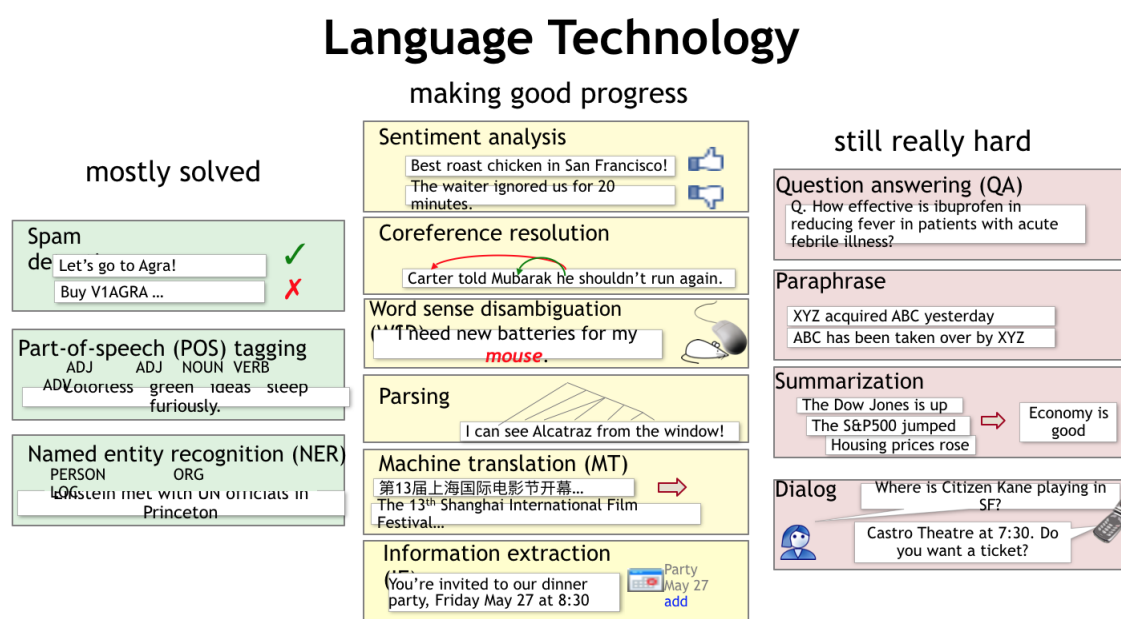 Language Technology
making good progress
mostly solved
still really hard
Spam
Let's go to Agra!
Buy V1AGRA …
Part-of-speech (POS) tagging
ADJ ADJ NOUN VERB
ADV
Colorless green ideas sleep
furiously.
Named entity recognition (NER)
PERSON ORG
LOC
Einstein met with UN officials in
Princeton
Sentiment analysis
Best roast chicken in San Francisco!
The waiter ignored us for 20
minutes.
Coreference resolution
Carter told Mubarak he shouldn't run again.
Word sense disambiguation
(WSD)
I need new batteries for my
mouse.
Parsing
I can see Alcatraz from the window!
Machine translation (MT)
第13届上海国际电影节开幕…
The 13th Shanghai International Film
Festival…
Information extraction
(IE)
You're invited to our dinner
party, Friday May 27 at 8:30
Party
May 27
add
Question answering (QA)
Q. How effective is ibuprofen in
reducing fever in patients with acute
febrile illness?
Paraphrase
XYZ acquired ABC yesterday
ABC has been taken over by XYZ
Summarization
The Dow Jones is up
The S&P500 jumped
Housing prices rose
Economy is
good
Dialog
Where is Citizen Kane playing in
SF?
Castro Theatre at 7:30. Do
you want a ticket?